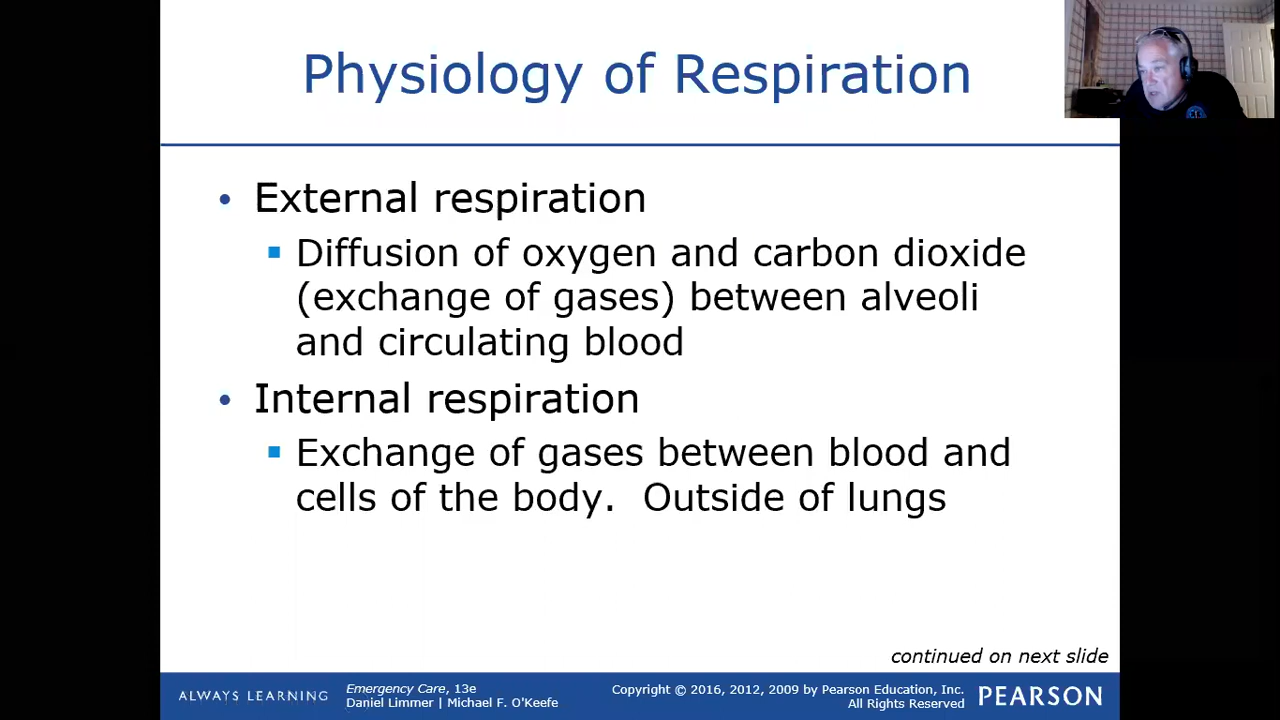 Physiology of Respiration
• External respiration
▪ Diffusion of oxygen and carbon dioxide
(exchange of gases) between alveoli
and circulating blood
• Internal respiration
▪ Exchange of gases between blood and
cells of the body.  Outside of lungs
continued on next slide
ALWAYS LEARNING
Emergency Care, 13e
Daniel Limmer | Michael F. O'Keefe
Copyright © 2016, 2012, 2009 by Pearson Education, Inc.
All Rights Reserved
PEARSON